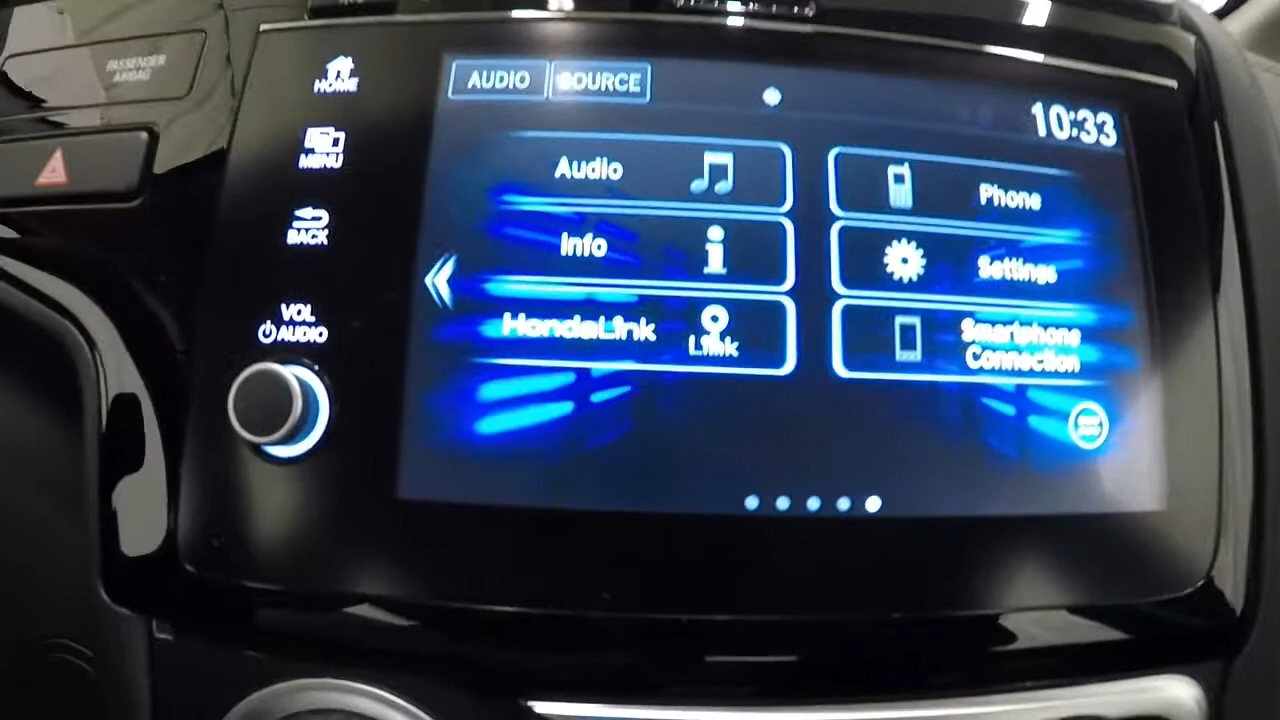 PASSENGER
AIRBAG
HOME
MENU
BACK
VOL
AUDIO
AUDIO SOURCE
10:33
Audio
Phone
Info
Settings
HondaLink
Link
Smartphone
Connection